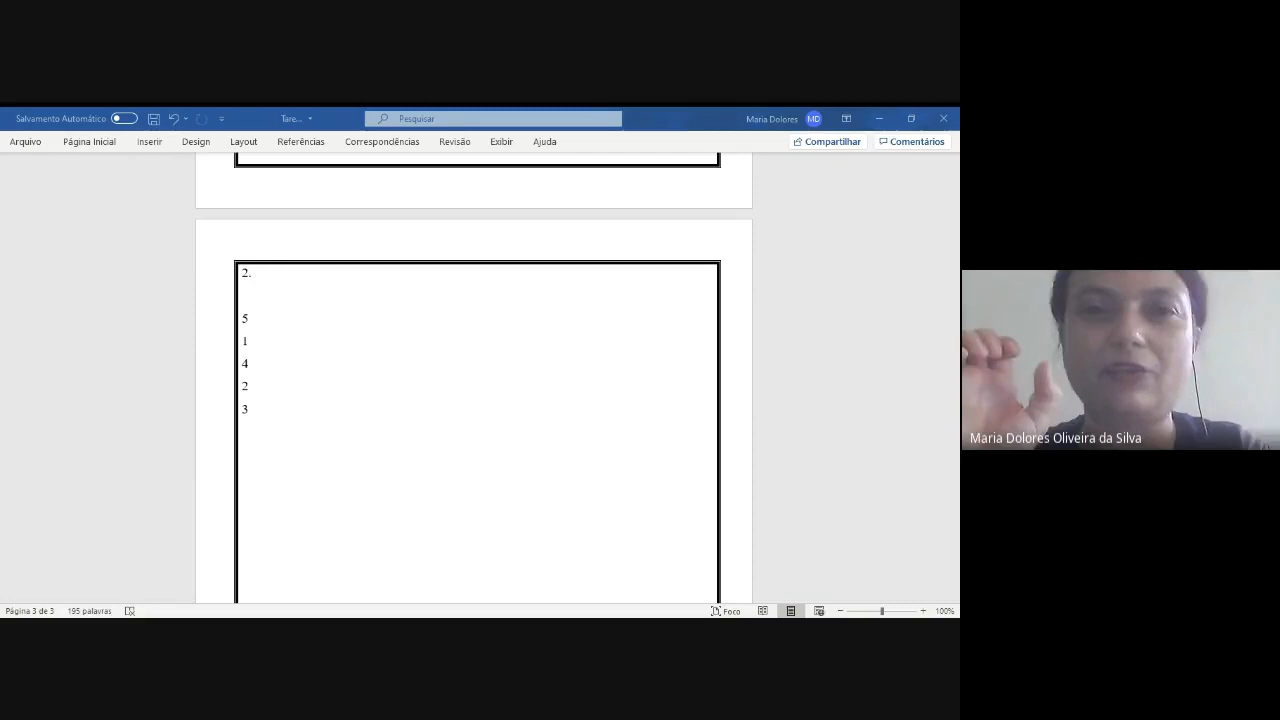 Salvamento Automático
Tare...
Pesquisar
Maria Dolores MD
Arquivo Página Inicial Inserir Design Layout Referências Correspondências Revisão Exibir Ajuda Compartilhar Comentários
2.
5
1
4
2
3
Maria Dolores Oliveira da Silva
Página 3 de 3 195 palavras Foco 100%